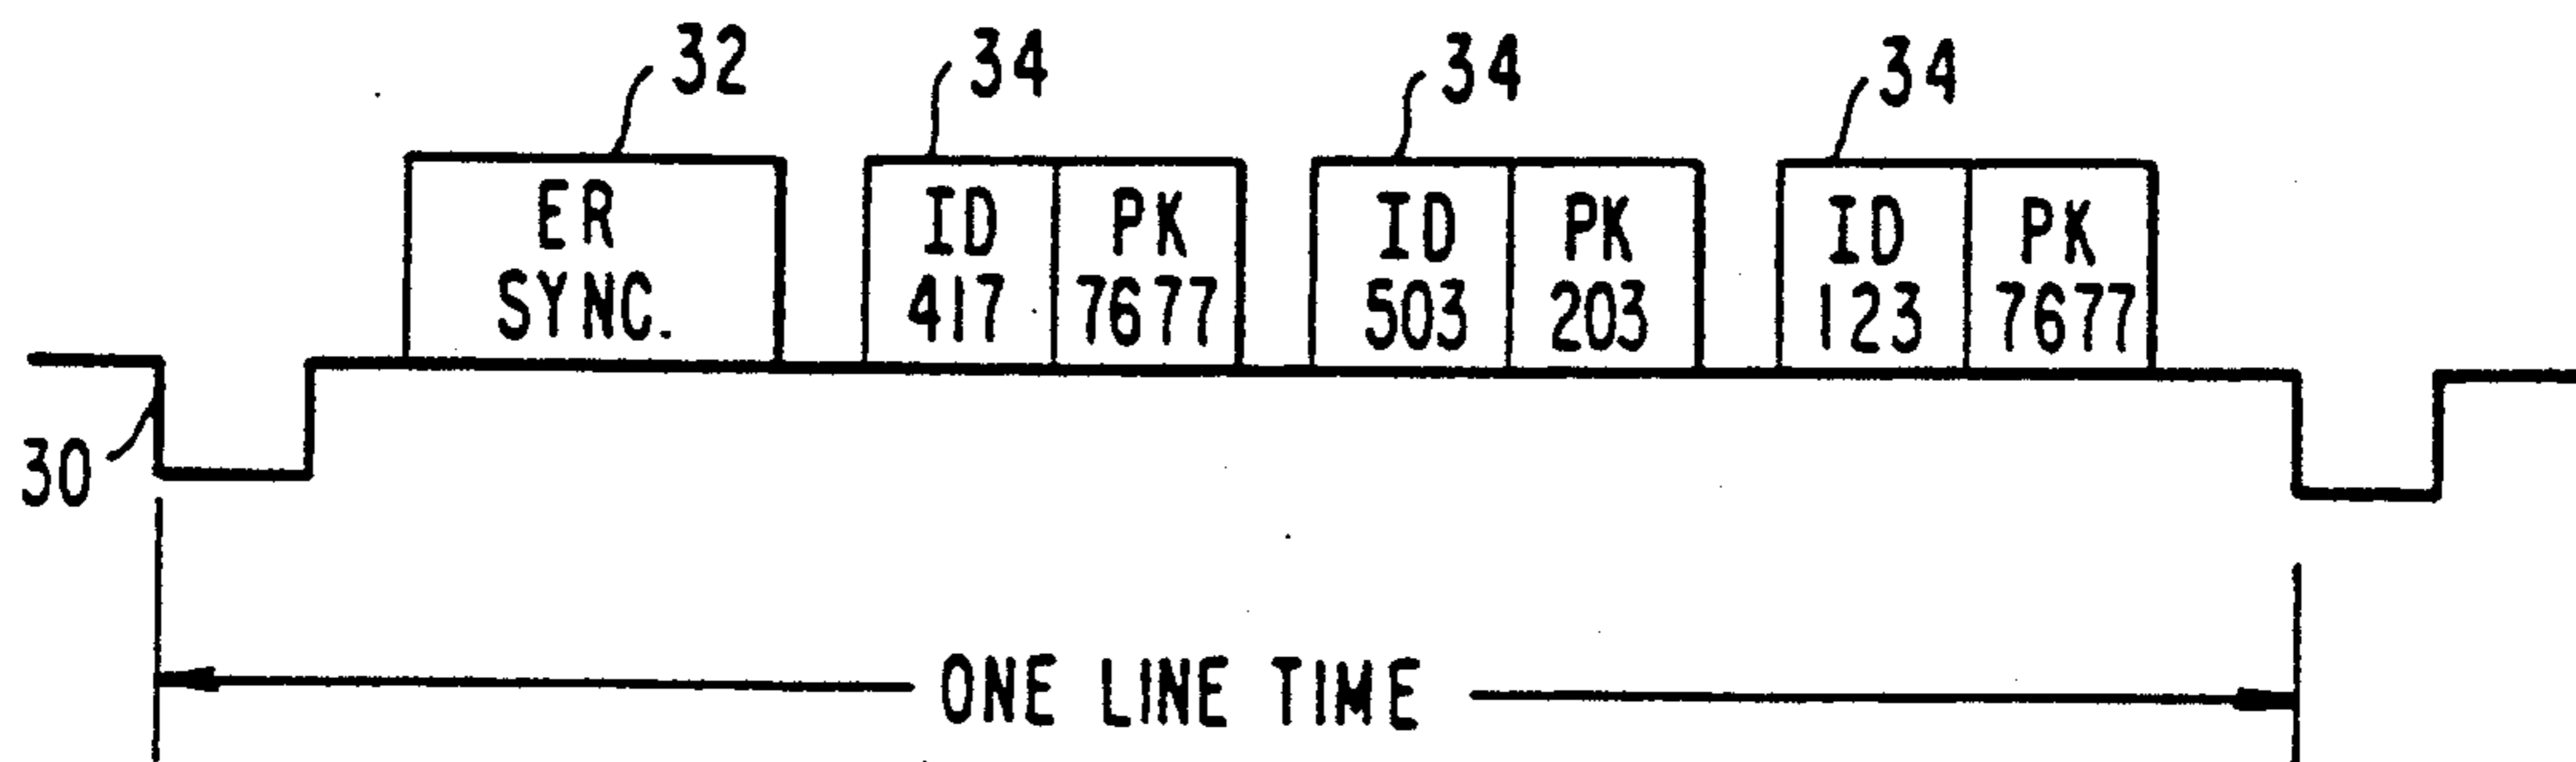 32 34 34 34
ER SYNC.
ID 417 PK 7677
ID 503 PK 203
ID 123 PK 7677
30
ONE LINE TIME